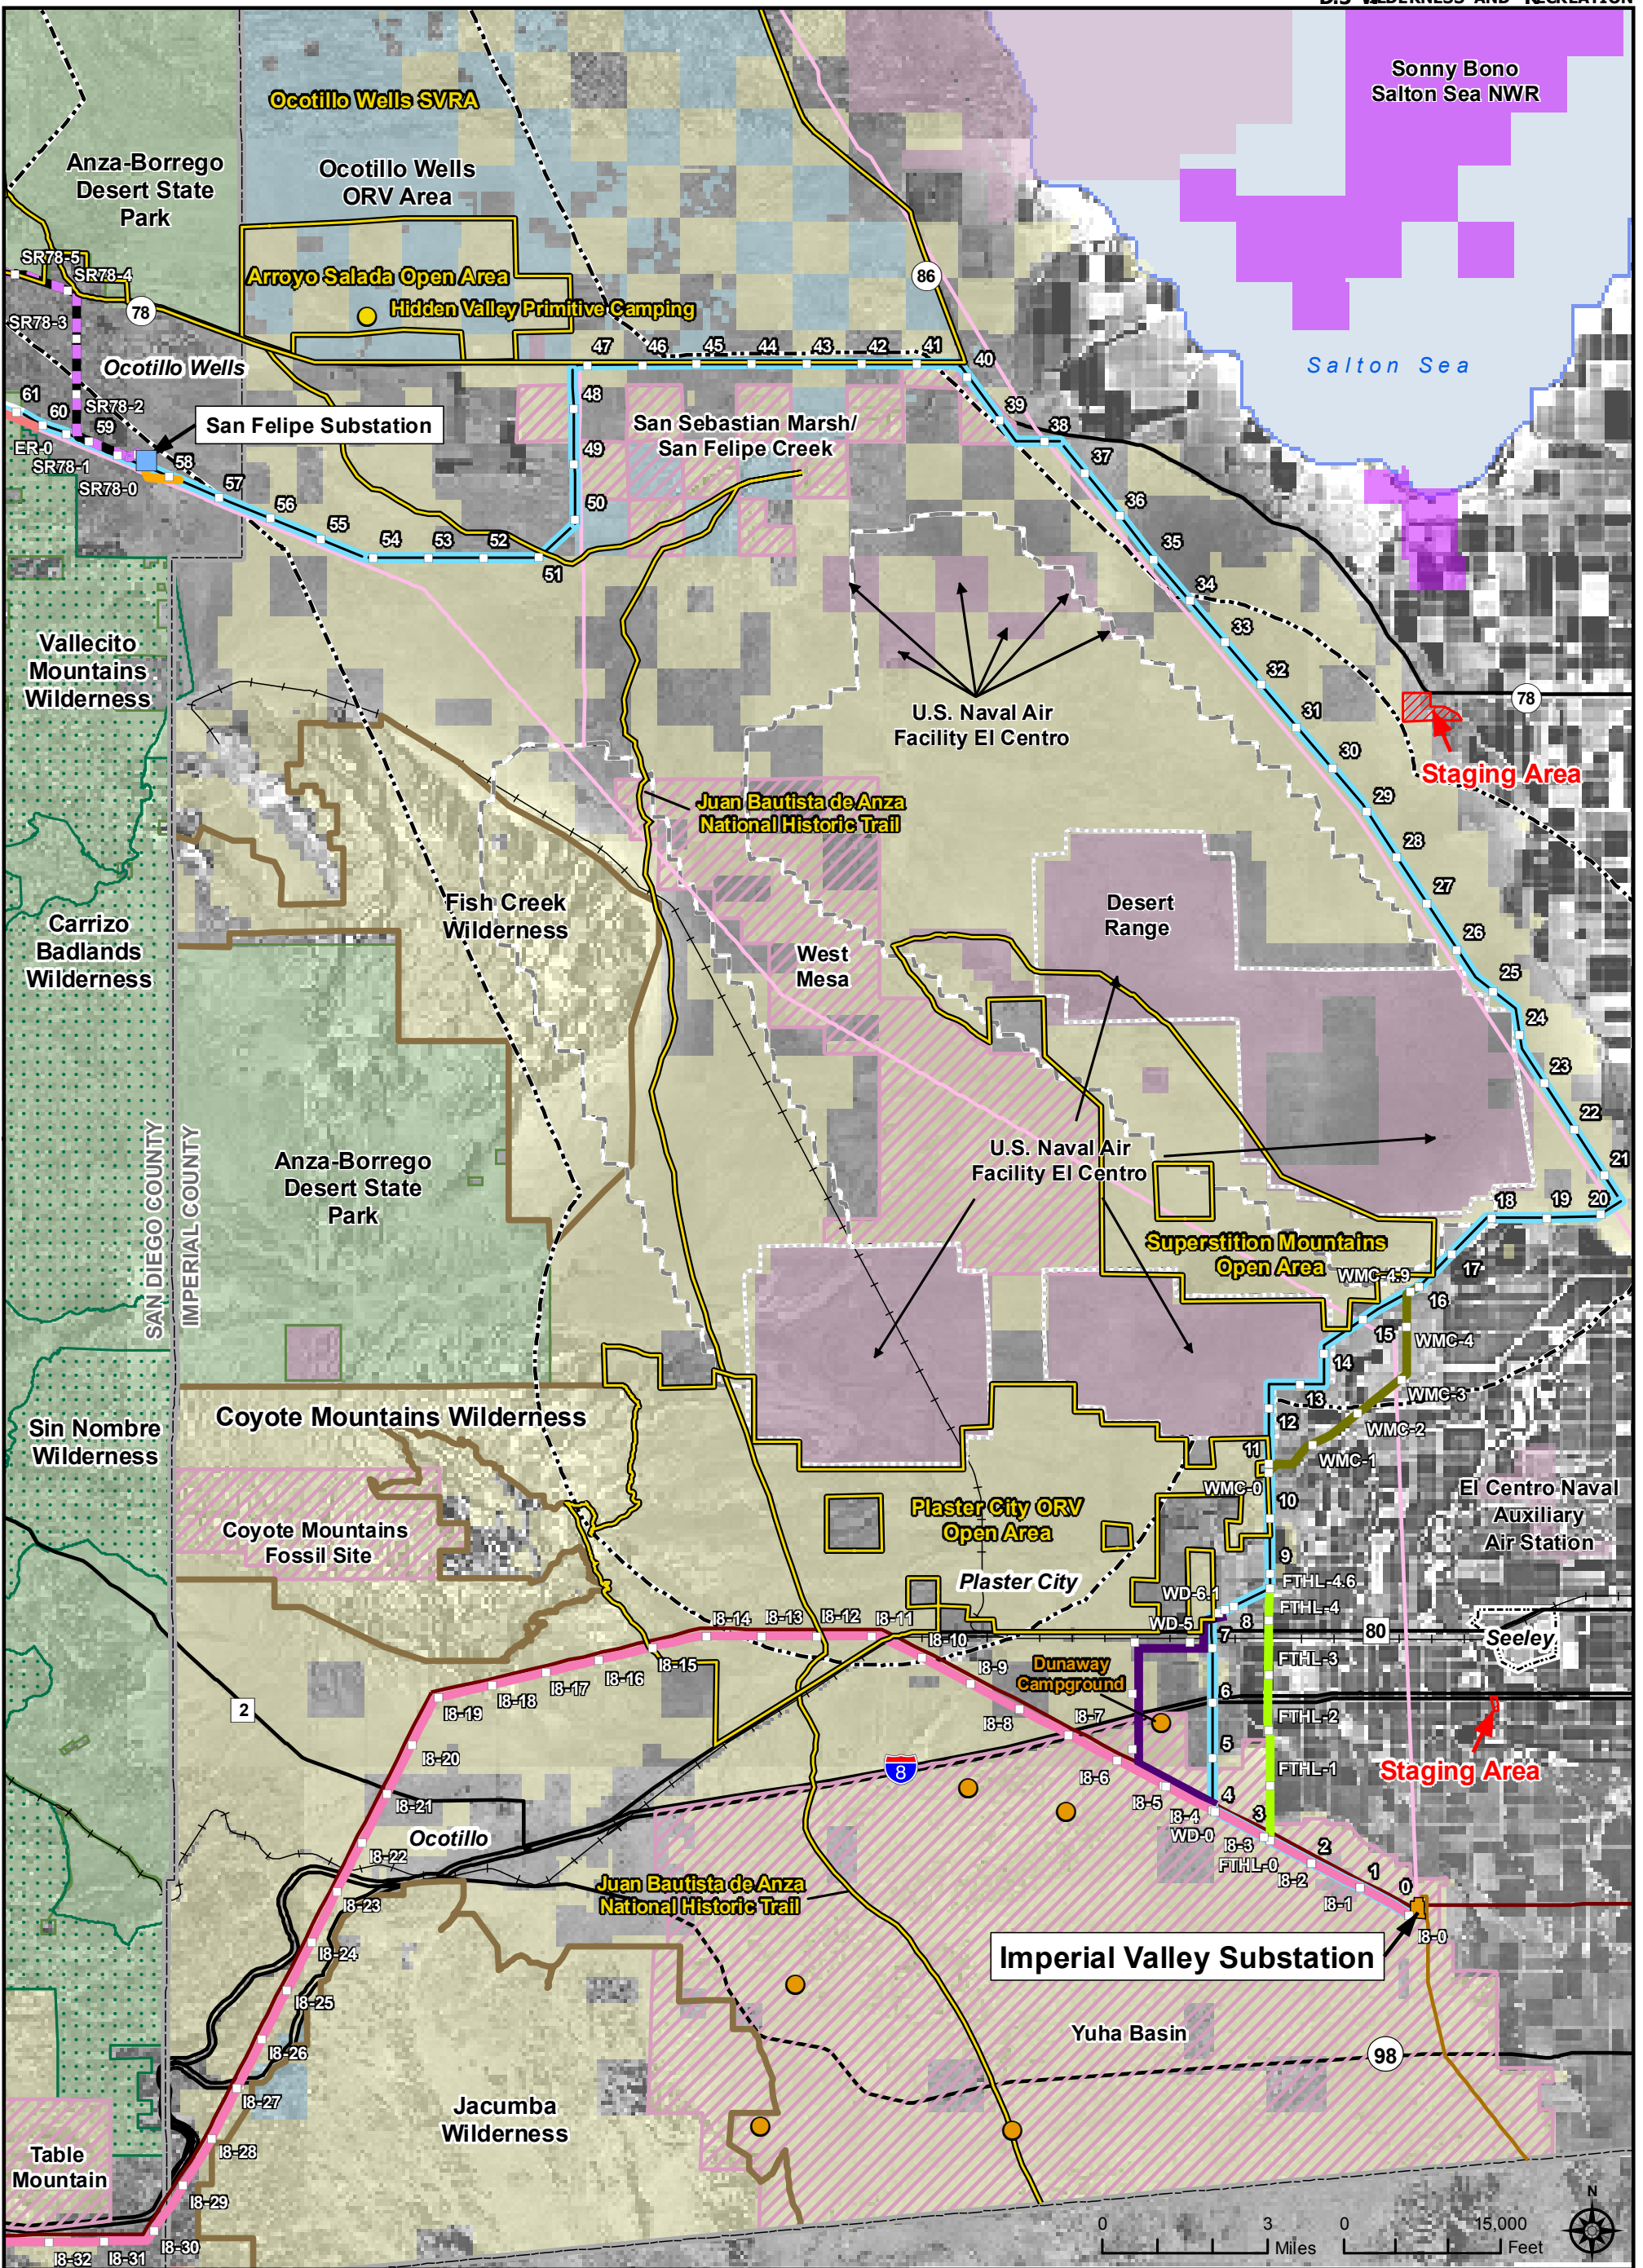 D.5 WILDERNESS AND RECREATION
Sonny Bono
Salton Sea NWR
Ocotillo Wells SVRA
Anza-Borrego
Desert State
Park
Ocotillo Wells
ORV Area
SR78-5
SR78-4
Arroyo Salada Open Area
86
78
Hidden Valley Primitive Camping
SR78-3
Ocotillo Wells
47
46
45
44
43
42
41
40
Salton Sea
61
60
SR78-2
59
San Felipe Substation
48
39
38
San Sebastian Marsh/
San Felipe Creek
ER-0
SR78-1
SR78-0
58
57
49
37
56
50
36
55
54
53
52
51
35
34
33
Vallecito
Mountains
Wilderness
32
31
78
U.S. Naval Air
Facility El Centro
30
Staging Area
29
Juan Bautista de Anza
National Historic Trail
28
27
Fish Creek
Wilderness
Desert
Range
Carrizo
Badlands
Wilderness
West
Mesa
26
25
24
23
22
21
SAN DIEGO COUNTY
IMPERIAL COUNTY
Anza-Borrego
Desert State
Park
U.S. Naval Air
Facility El Centro
18
19
20
Superstition Mountains
Open Area
17
WMC-4.9
16
15
WMC-4
14
WMC-3
13
12
WMC-2
Coyote Mountains Wilderness
Sin Nombre
Wilderness
11
WMC-1
WMC-0
10
El Centro Naval
Auxiliary
Air Station
Plaster City ORV
Open Area
Coyote Mountains
Fossil Site
9
Plaster City
FTHL-4.6
WD-6.1
FTHL-4
8
WD-5
7
80
Seeley
I8-14
I8-13
I8-12
I8-11
I8-10
I8-9
FTHL-3
I8-15
I8-16
I8-17
I8-18
I8-19
Dunaway
Campground
6
2
I8-8
I8-7
FTHL-2
5
I8-20
8
I8-6
FTHL-1
Staging Area
I8-21
I8-5
4
I8-4
3
WD-0
Ocotillo
I8-3
2
I8-22
FTHL-0
I8-2
1
0
I8-1
I8-0
Juan Bautista de Anza
National Historic Trail
I8-23
I8-24
Imperial Valley Substation
I8-25
Yuha Basin
98
I8-26
I8-27
Jacumba
Wilderness
I8-28
Table
Mountain
I8-29
I8-30
I8-31
I8-32
N
0
3
Miles
0
15,000
Feet